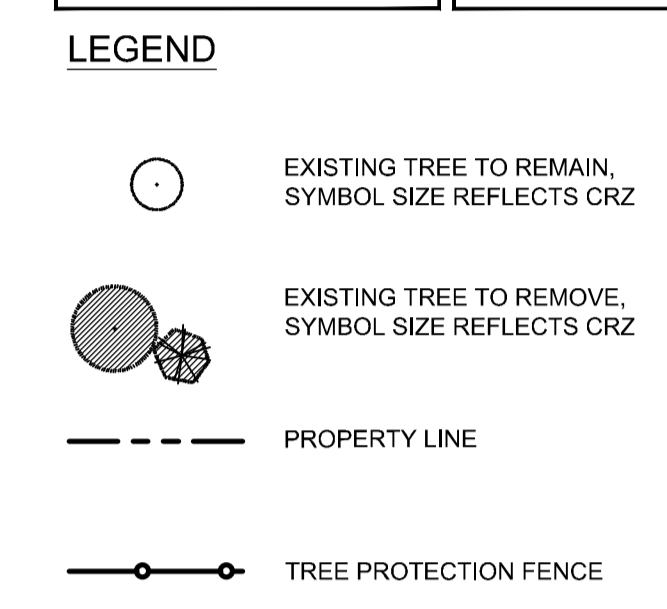 LEGEND
EXISTING TREE TO REMAIN,
SYMBOL SIZE REFLECTS CRZ
EXISTING TREE TO REMOVE,
SYMBOL SIZE REFLECTS CRZ
PROPERTY LINE
TREE PROTECTION FENCE